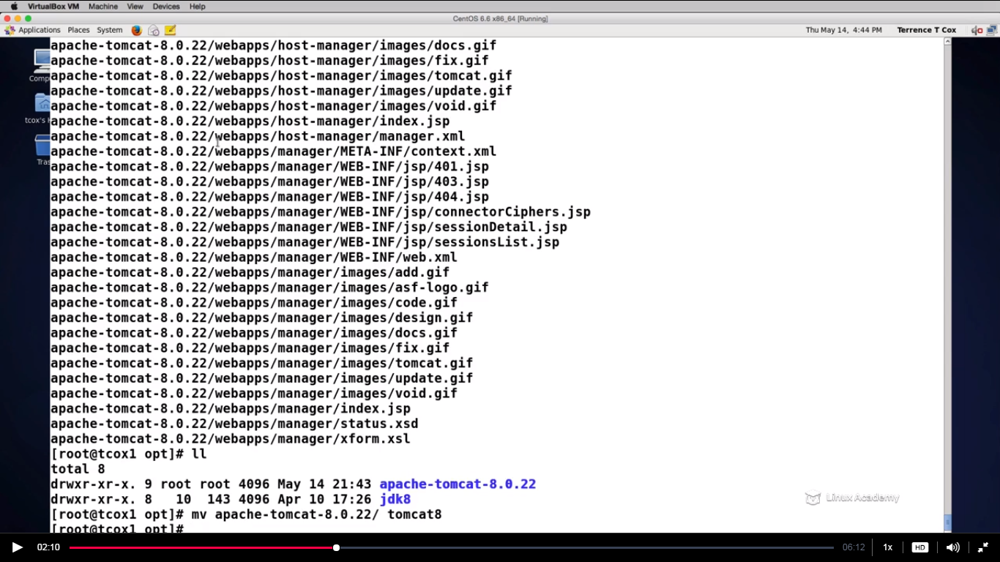 VirtualBox VM Machine View Devices Help
CentOS 6.6 x86_64 [Running]
Applications Places System Thu May 14, 4:44 PM Terrence T Cox
apache-tomcat-8.0.22/webapps/host-manager/images/docs.gif
apache-tomcat-8.0.22/webapps/host-manager/images/fix.gif
apache-tomcat-8.0.22/webapps/host-manager/images/tomcat.gif
apache-tomcat-8.0.22/webapps/host-manager/images/update.gif
apache-tomcat-8.0.22/webapps/host-manager/images/void.gif
apache-tomcat-8.0.22/webapps/host-manager/index.jsp
apache-tomcat-8.0.22/webapps/host-manager/manager.xml
apache-tomcat-8.0.22/webapps/manager/META-INF/context.xml
apache-tomcat-8.0.22/webapps/manager/WEB-INF/jsp/401.jsp
apache-tomcat-8.0.22/webapps/manager/WEB-INF/jsp/403.jsp
apache-tomcat-8.0.22/webapps/manager/WEB-INF/jsp/404.jsp
apache-tomcat-8.0.22/webapps/manager/WEB-INF/jsp/connectorCiphers.jsp
apache-tomcat-8.0.22/webapps/manager/WEB-INF/jsp/sessionDetail.jsp
apache-tomcat-8.0.22/webapps/manager/WEB-INF/jsp/sessionsList.jsp
apache-tomcat-8.0.22/webapps/manager/WEB-INF/web.xml
apache-tomcat-8.0.22/webapps/manager/images/add.gif
apache-tomcat-8.0.22/webapps/manager/images/asf-logo.gif
apache-tomcat-8.0.22/webapps/manager/images/code.gif
apache-tomcat-8.0.22/webapps/manager/images/design.gif
apache-tomcat-8.0.22/webapps/manager/images/docs.gif
apache-tomcat-8.0.22/webapps/manager/images/fix.gif
apache-tomcat-8.0.22/webapps/manager/images/tomcat.gif
apache-tomcat-8.0.22/webapps/manager/images/update.gif
apache-tomcat-8.0.22/webapps/manager/images/void.gif
apache-tomcat-8.0.22/webapps/manager/index.jsp
apache-tomcat-8.0.22/webapps/manager/status.xsd
apache-tomcat-8.0.22/webapps/manager/xform.xsl
[root@tcox1 opt]# ll
total 8
drwxr-xr-x. 9 root root 4096 May 14 21:43 apache-tomcat-8.0.22
drwxr-xr-x. 8 10 143 4096 Apr 10 17:26 jdk8
[root@tcox1 opt]# mv apache-tomcat-8.0.22/ tomcat8
[root@tcox1 opt]#
Comp
tcox's H
Tras
Linux Academy
02:10 06:12 1x HD